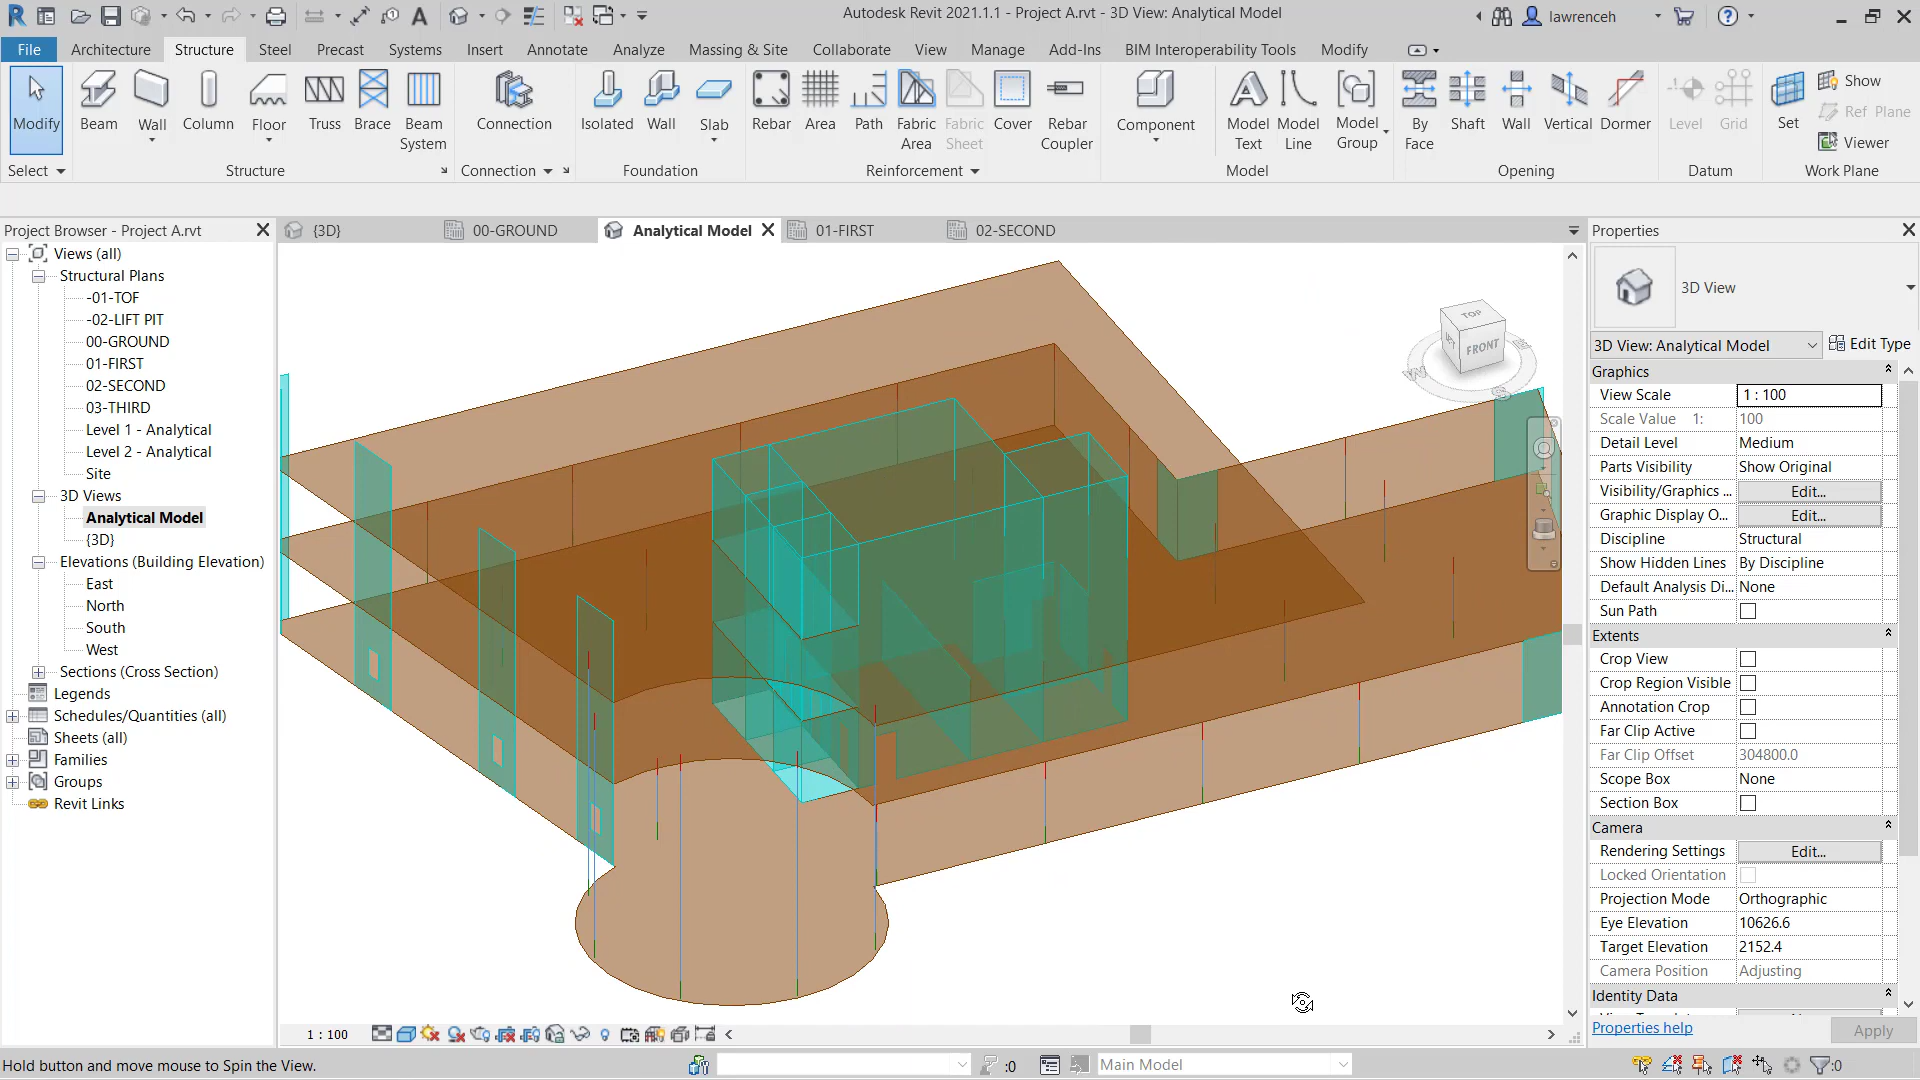 Autodesk Revit 2021.1.1 - Project A.rvt - 3D View: Analytical Model
lawrenceh
File Architecture Structure Steel Precast Systems Insert Annotate Analyze Massing & Site Collaborate View Manage Add-Ins BIM Interoperability Tools Modify
Modify
Beam
Wall
Column
Floor
Truss
Brace
Beam System
Connection
Isolated
Wall
Slab
Rebar
Area
Path
Fabric Area
Fabric Sheet
Cover
Rebar Coupler
Component
Model Text
Model Line
Model Group
By Face
Shaft
Wall
Vertical
Dormer
Level
Grid
Set
Show
Ref Plane
Viewer
Select
Structure
Connection
Foundation
Reinforcement
Model
Opening
Datum
Work Plane
Project Browser - Project A.rvt
Views (all)
Structural Plans
-01-TOF
-02-LIFT PIT
00-GROUND
01-FIRST
02-SECOND
03-THIRD
Level 1 - Analytical
Level 2 - Analytical
Site
3D Views
Analytical Model
{3D}
Elevations (Building Elevation)
East
North
South
West
Sections (Cross Section)
Legends
Schedules/Quantities (all)
Sheets (all)
Families
Groups
Revit Links
{3D}
00-GROUND
Analytical Model
01-FIRST
02-SECOND
TOP
FRONT
Properties
3D View
3D View: Analytical Model
Edit Type
Graphics
View Scale 1 : 100
Scale Value 1: 100
Detail Level Medium
Parts Visibility Show Original
Visibility/Graphics ... Edit...
Graphic Display O... Edit...
Discipline Structural
Show Hidden Lines By Discipline
Default Analysis Di... None
Sun Path
Extents
Crop View
Crop Region Visible
Annotation Crop
Far Clip Active
Far Clip Offset 304800.0
Scope Box None
Section Box
Camera
Rendering Settings Edit...
Locked Orientation
Projection Mode Orthographic
Eye Elevation 10626.6
Target Elevation 2152.4
Camera Position Adjusting
Identity Data
Properties help
Apply
1 : 100
Hold button and move mouse to Spin the View.
:0
Main Model
:0